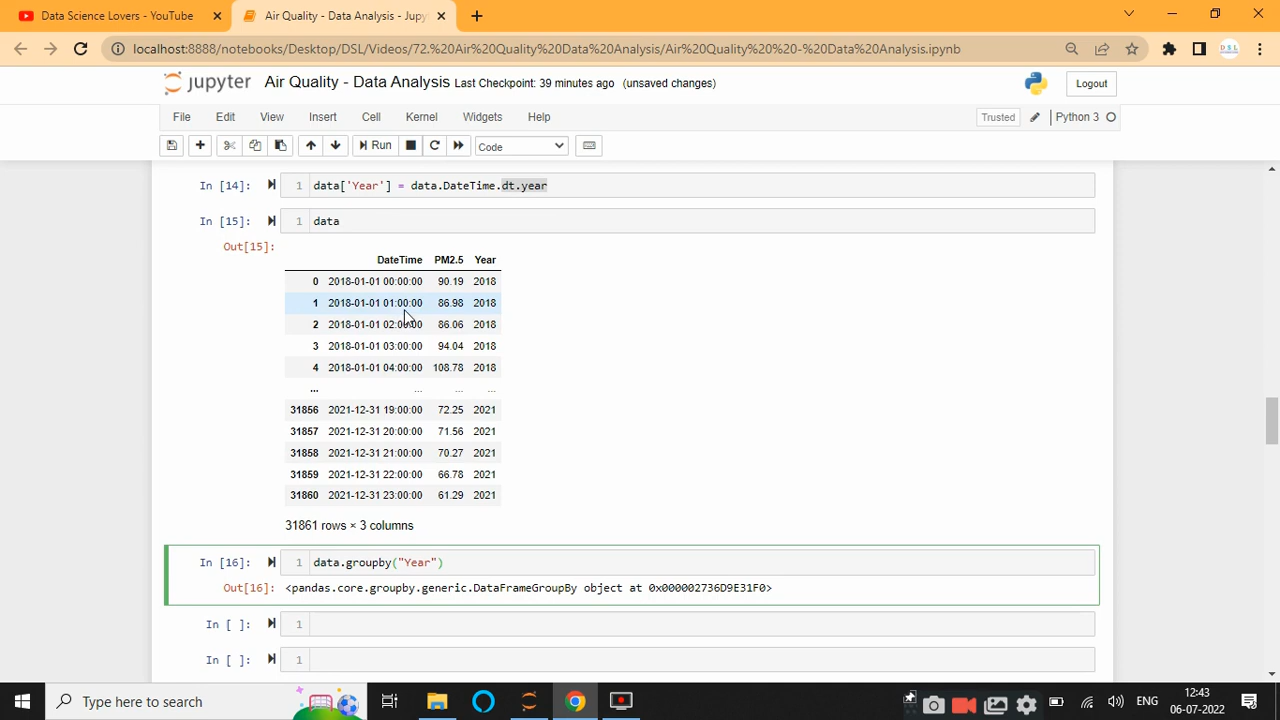 Data Science Lovers - YouTube
Air Quality - Data Analysis - Jupy
localhost:8888/notebooks/Desktop/DSL/Videos/72.%20Air%20Quality%20Data%20Analysis/Air%20Quality%20%20-%20Data%20Analysis.ipynb
DSL
jupyter Air Quality - Data Analysis Last Checkpoint: 39 minutes ago (unsaved changes)
Logout
File Edit View Insert Cell Kernel Widgets Help
Trusted Python 3
Run Code
In [14]: 1 data['Year'] = data.DateTime.dt.year
In [15]: 1 data
Out[15]:
DateTime PM2.5 Year
0 2018-01-01 00:00:00 90.19 2018
1 2018-01-01 01:00:00 86.98 2018
2 2018-01-01 02:00:00 86.06 2018
3 2018-01-01 03:00:00 94.04 2018
4 2018-01-01 04:00:00 108.78 2018
... ... ... ...
31856 2021-12-31 19:00:00 72.25 2021
31857 2021-12-31 20:00:00 71.56 2021
31858 2021-12-31 21:00:00 70.27 2021
31859 2021-12-31 22:00:00 66.78 2021
31860 2021-12-31 23:00:00 61.29 2021
31861 rows × 3 columns
In [16]: 1 data.groupby("Year")
Out[16]: <pandas.core.groupby.generic.DataFrameGroupBy object at 0x000002736D9E31F0>
In [ ]: 1
In [ ]: 1
Type here to search
ENG
12:43
06-07-2022